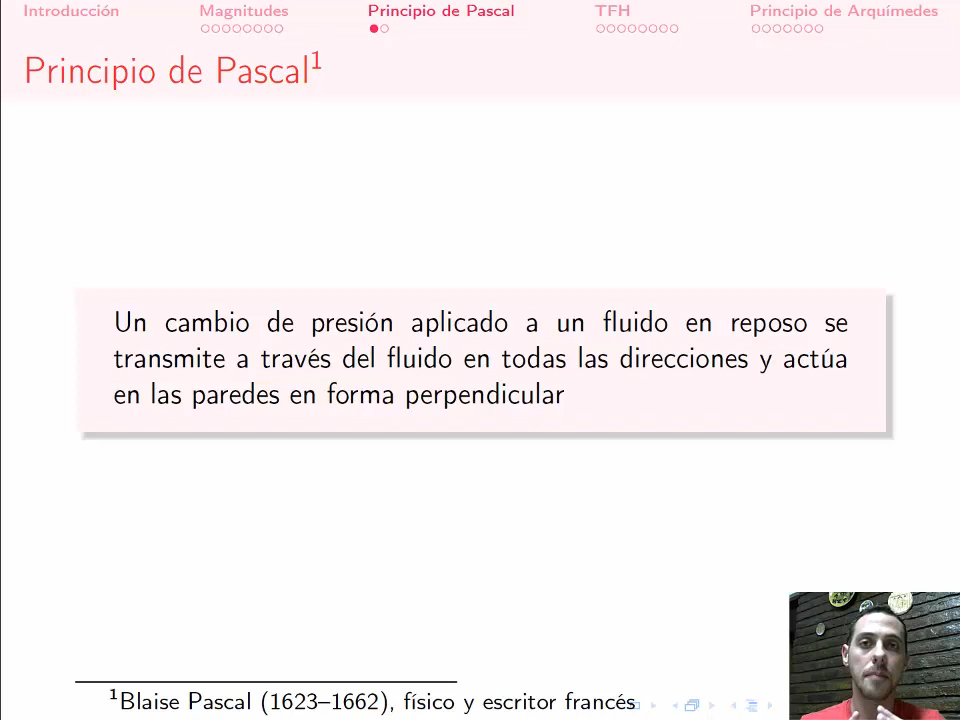 Introducción Magnitudes Principio de Pascal TFH Principio de Arquímedes
Principio de Pascal¹
Un cambio de presión aplicado a un fluido en reposo se
transmite a través del fluido en todas las direcciones y actúa
en las paredes en forma perpendicular
¹Blaise Pascal (1623–1662), físico y escritor francés